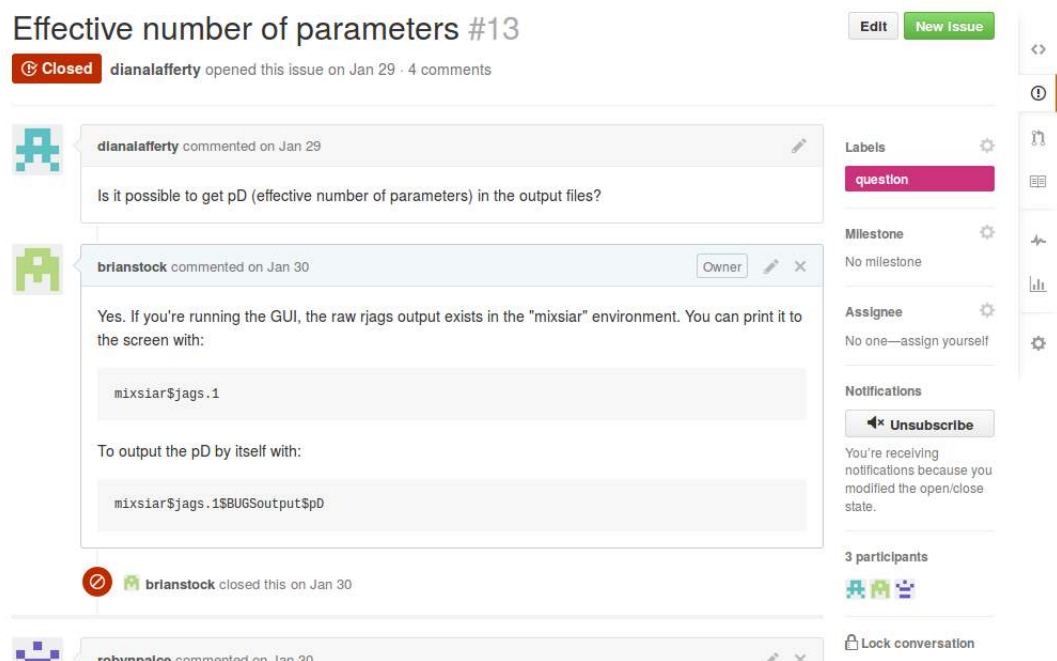 Effective number of parameters #13
Edit
New Issue
Closed
dianalafferty opened this issue on Jan 29 · 4 comments
dianalafferty commented on Jan 29
Is it possible to get pD (effective number of parameters) in the output files?
brianstock commented on Jan 30
Owner
Yes. If you're running the GUI, the raw rjags output exists in the "mixsiar" environment. You can print it to
the screen with:
mixsiar$jags.1
To output the pD by itself with:
mixsiar$jags.1$BUGSoutput$pD
brianstock closed this on Jan 30
commented on Jan 30
Labels
question
Milestone
No milestone
Assignee
No one—assign yourself
Notifications
Unsubscribe
You're receiving
notifications because you
modified the open/close
state.
3 participants
Lock conversation